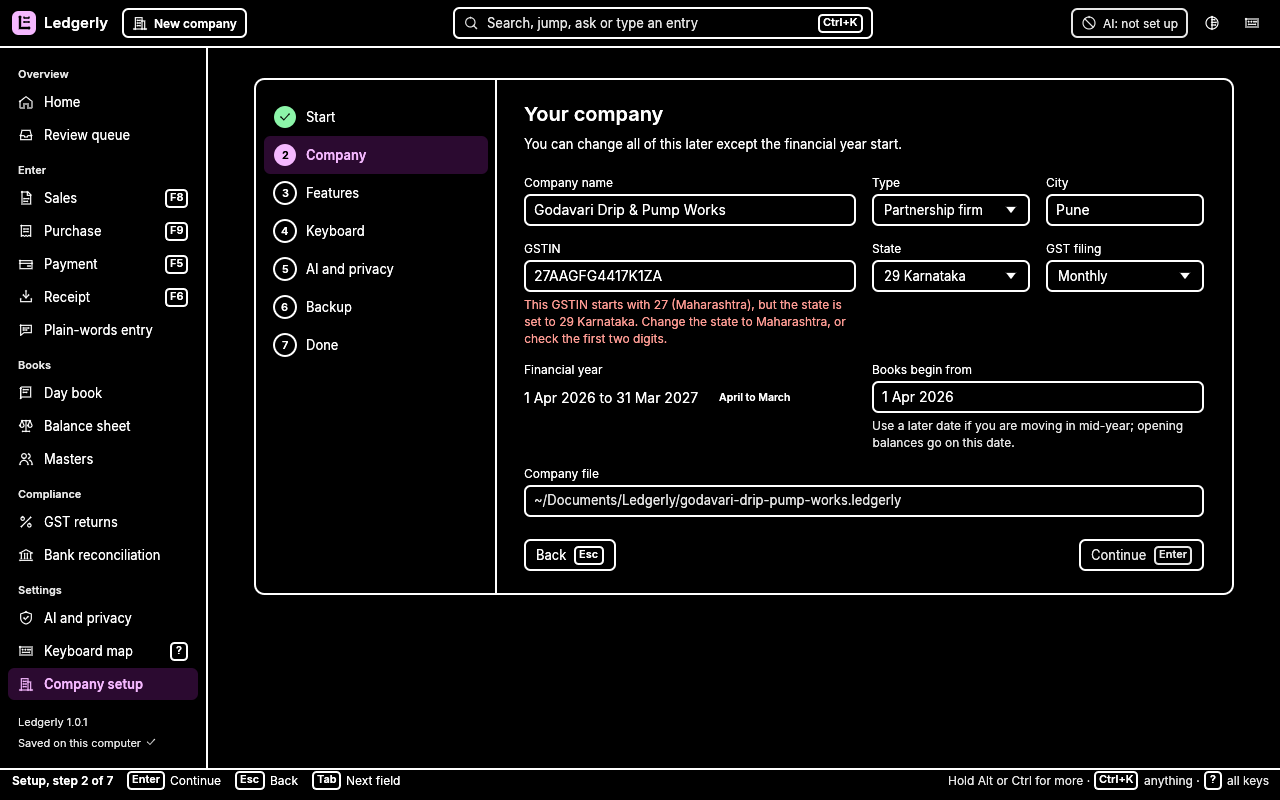 Ledgerly
New company
Search, jump, ask or type an entry
Ctrl+K
AI: not set up
Overview
Home
Review queue
Enter
Sales F8
Purchase F9
Payment F5
Receipt F6
Plain-words entry
Books
Day book
Balance sheet
Masters
Compliance
GST returns
Bank reconciliation
Settings
AI and privacy
Keyboard map ?
Company setup
Ledgerly 1.0.1
Saved on this computer
Start
2 Company
3 Features
4 Keyboard
5 AI and privacy
6 Backup
7 Done
Your company
You can change all of this later except the financial year start.
Company name
Godavari Drip & Pump Works
Type
Partnership firm
City
Pune
GSTIN
27AAGFG4417K1ZA
State
29 Karnataka
GST filing
Monthly
This GSTIN starts with 27 (Maharashtra), but the state is
set to 29 Karnataka. Change the state to Maharashtra, or
check the first two digits.
Financial year
1 Apr 2026 to 31 Mar 2027 April to March
Books begin from
1 Apr 2026
Use a later date if you are moving in mid-year; opening
balances go on this date.
Company file
~/Documents/Ledgerly/godavari-drip-pump-works.ledgerly
Back Esc
Continue Enter
Setup, step 2 of 7 Enter Continue Esc Back Tab Next field
Hold Alt or Ctrl for more · Ctrl+K anything · ? all keys